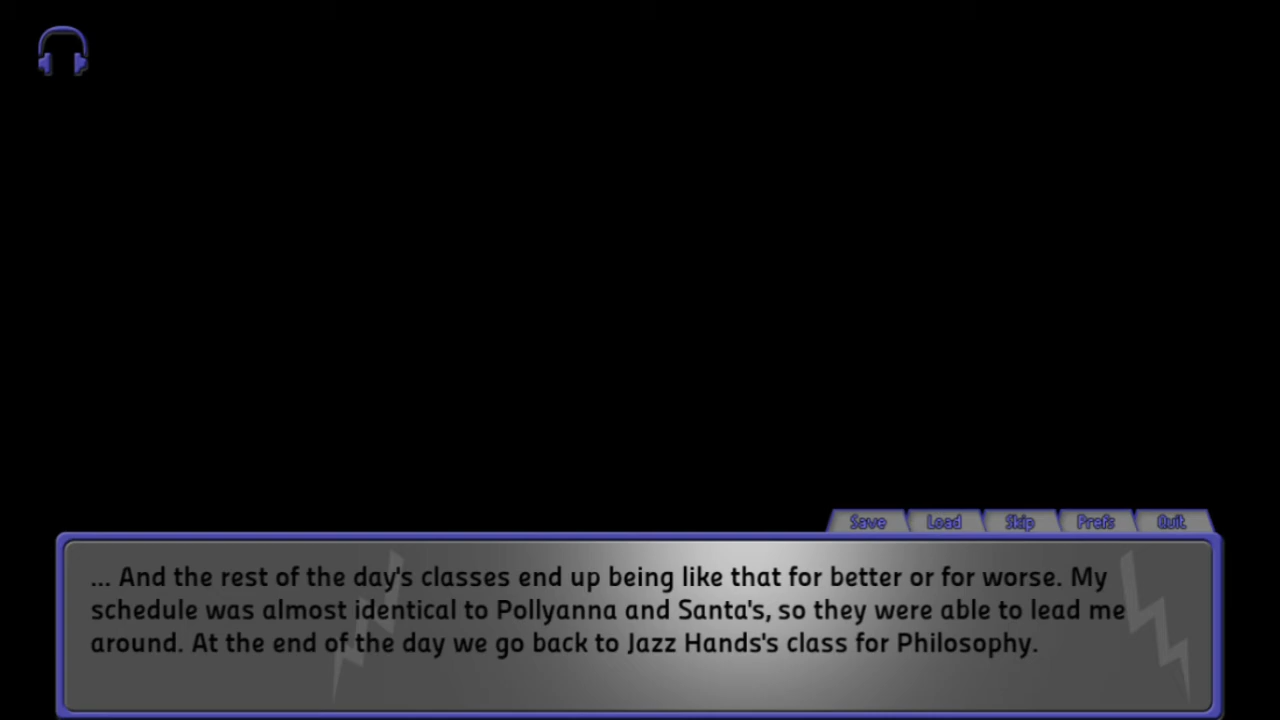 Save Load Skip Prefs Quit
... And the rest of the day's classes end up being like that for better or for worse. My
schedule was almost identical to Pollyanna and Santa's, so they were able to lead me
around. At the end of the day we go back to Jazz Hands's class for Philosophy.